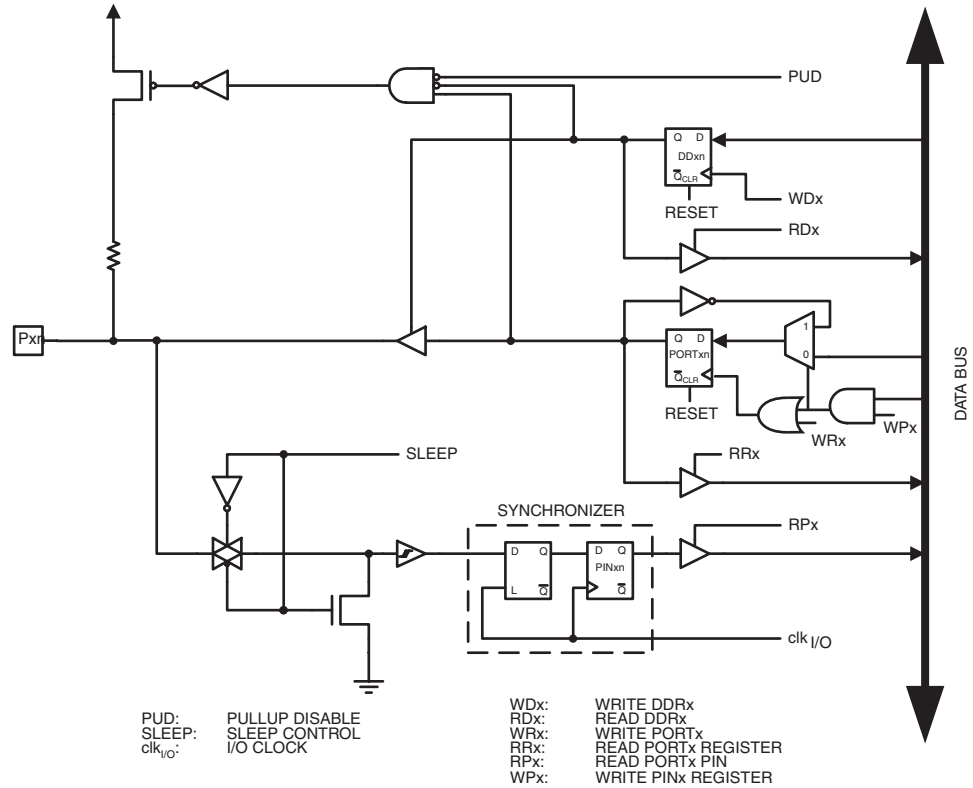 PUD
Q D
DDxn
Q CLR
WDx
RESET
RDx
Pxn
1
Q D
PORTxn
0
Q CLR
RESET
WRx
WPx
DATA BUS
SLEEP
RRx
SYNCHRONIZER
RPx
D Q
L Q
D Q
PINxn
Q
clk I/O
PUD: PULLUP DISABLE
SLEEP: SLEEP CONTROL
clkI/O: I/O CLOCK
WDx: WRITE DDRx
RDx: READ DDRx
WRx: WRITE PORTx
RRx: READ PORTx REGISTER
RPx: READ PORTx PIN
WPx: WRITE PINx REGISTER